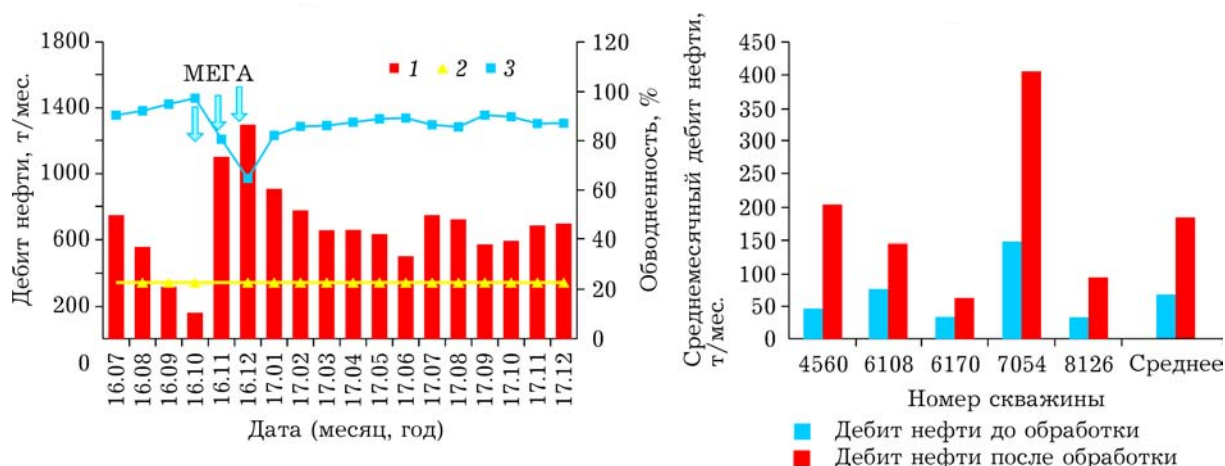 Дебит нефти, т/мес.
1800
1400
1000
600
200
0
МЕГА
1 2 3
120
100
80
60
40
20
0
Обводненность, %
16.07 16.08 16.09 16.10 16.11 16.12 17.01 17.02 17.03 17.04 17.05 17.06 17.07 17.08 17.09 17.10 17.11 17.12
Дата (месяц, год)
Среднемесячный дебит нефти,
т/мес.
450
400
350
300
250
200
150
100
50
0
4560 6108 6170 7054 8126 Среднее
Номер скважины
Дебит нефти до обработки
Дебит нефти после обработки